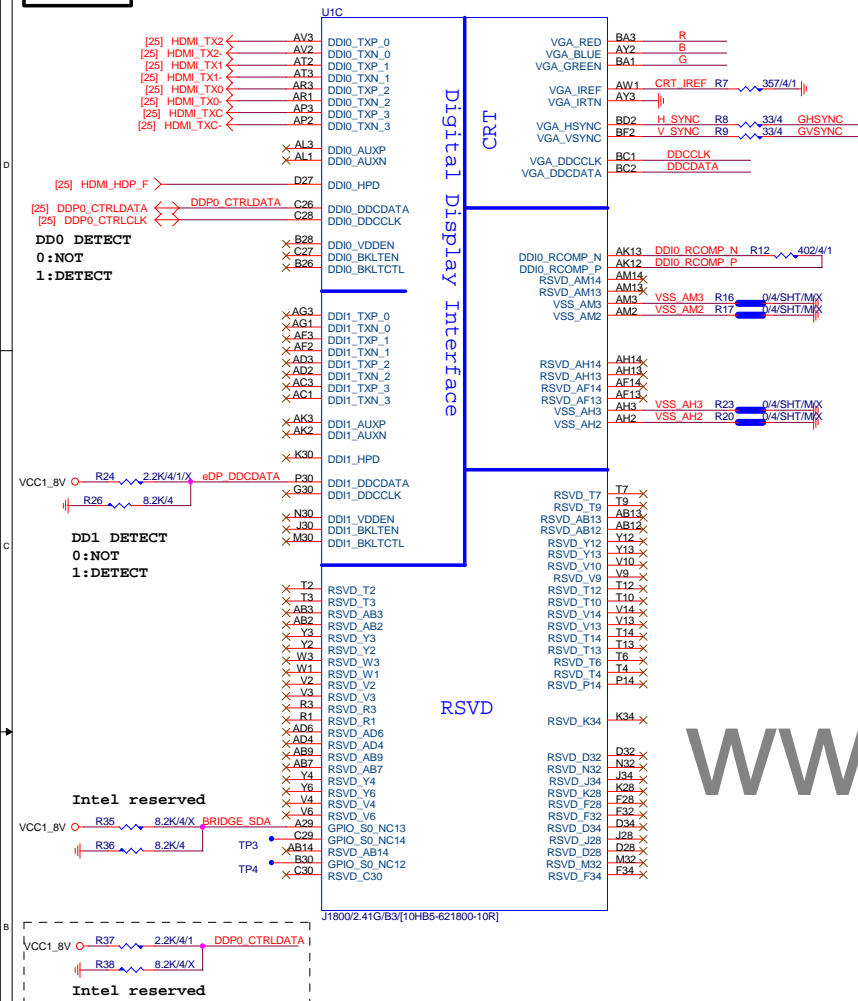 U1C
[25] HDMI_TX2 AV3 DDI0_TXP_0
[25] HDMI_TX2- AV2 DDI0_TXN_0
[25] HDMI_TX1 AT2 DDI0_TXP_1
[25] HDMI_TX1- AT3 DDI0_TXN_1
[25] HDMI_TX0 AR3 DDI0_TXP_2
[25] HDMI_TX0- AR1 DDI0_TXN_2
[25] HDMI_TXC AP3 DDI0_TXP_3
[25] HDMI_TXC- AP2 DDI0_TXN_3
AL3 DDI0_AUXP
AL1 DDI0_AUXN
[25] HDMI_HDP_F D27 DDI0_HPD
[25] DDP0_CTRLDATA DDP0_CTRLDATA C26 DDI0_DDCDATA
[25] DDP0_CTRLCLK C28 DDI0_DDCCLK
DD0 DETECT
0:NOT
1:DETECT
B28 DDI0_VDDEN
C27 DDI0_BKLTEN
B26 DDI0_BKLTCTL
AG3 DDI1_TXP_0
AG1 DDI1_TXN_0
AF3 DDI1_TXP_1
AF2 DDI1_TXN_1
AD3 DDI1_TXP_2
AD2 DDI1_TXN_2
AC3 DDI1_TXP_3
AC1 DDI1_TXN_3
AK3 DDI1_AUXP
AK2 DDI1_AUXN
K30 DDI1_HPD
VCC1_8V R24 2.2K/4/1/X eDP_DDCDATA P30 DDI1_DDCDATA
R26 8.2K/4 G30 DDI1_DDCCLK
DD1 DETECT
0:NOT
1:DETECT
N30 DDI1_VDDEN
J30 DDI1_BKLTEN
M30 DDI1_BKLTCTL
T2 RSVD_T2
T3 RSVD_T3
AB3 RSVD_AB3
AB2 RSVD_AB2
Y3 RSVD_Y3
Y2 RSVD_Y2
W3 RSVD_W3
W1 RSVD_W1
V2 RSVD_V2
V3 RSVD_V3
R3 RSVD_R3
R1 RSVD_R1
AD6 RSVD_AD6
AD4 RSVD_AD4
AB9 RSVD_AB9
AB7 RSVD_AB7
Y4 RSVD_Y4
Y6 RSVD_Y6
V4 RSVD_V4
V6 RSVD_V6
Intel reserved
VCC1_8V R35 8.2K/4/X BRIDGE_SDA A29 GPIO_S0_NC13
R36 8.2K/4 TP3 C29 GPIO_S0_NC14
AB14 RSVD_AB14
TP4 B30 GPIO_S0_NC12
C30 RSVD_C30
Digital Display Interface
CRT
RSVD
VGA_RED BA3 R
VGA_BLUE AY2 B
VGA_GREEN BA1 G
VGA_IREF AW1 CRT_IREF R7 357/4/1
VGA_IRTN AY3
VGA_HSYNC BD2 H_SYNC R8 33/4 GHSYNC
VGA_VSYNC BF2 V_SYNC R9 33/4 GVSYNC
VGA_DDCCLK BC1 DDCCLK
VGA_DDCDATA BC2 DDCDATA
DDI0_RCOMP_N AK13 DDI0_RCOMP_N R12 402/4/1
DDI0_RCOMP_P AK12 DDI0_RCOMP_P
RSVD_AM14 AM14
RSVD_AM13 AM13
VSS_AM3 AM3 VSS_AM3 R16 0/4/SHT/M/X
VSS_AM2 AM2 VSS_AM2 R17 0/4/SHT/M/X
RSVD_AH14 AH14
RSVD_AH13 AH13
RSVD_AF14 AF14
RSVD_AF13 AF13
VSS_AH3 AH3 VSS_AH3 R23 0/4/SHT/M/X
VSS_AH2 AH2 VSS_AH2 R20 0/4/SHT/M/X
RSVD_T7 T7
RSVD_T9 T9
RSVD_AB13 AB13
RSVD_AB12 AB12
RSVD_Y12 Y12
RSVD_Y13 Y13
RSVD_V10 V10
RSVD_V9 V9
RSVD_T12 T12
RSVD_T10 T10
RSVD_V14 V14
RSVD_V13 V13
RSVD_T14 T14
RSVD_T13 T13
RSVD_T6 T6
RSVD_T4 T4
RSVD_P14 P14
RSVD_K34 K34
RSVD_D32 D32
RSVD_N32 N32
RSVD_J34 J34
RSVD_K28 K28
RSVD_F28 F28
RSVD_F32 F32
RSVD_D34 D34
RSVD_J28 J28
RSVD_D28 D28
RSVD_M32 M32
RSVD_F34 F34
J1800/2.41G/B3/[10HB5-621800-10R]
VCC1_8V R37 2.2K/4/1 DDP0_CTRLDATA
R38 8.2K/4/X
Intel reserved
D
C
B